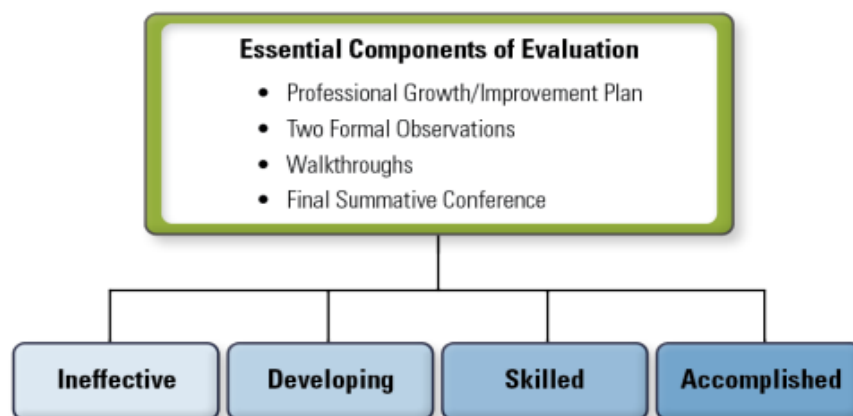 Essential Components of Evaluation
• Professional Growth/Improvement Plan
• Two Formal Observations
• Walkthroughs
• Final Summative Conference
Ineffective
Developing
Skilled
Accomplished